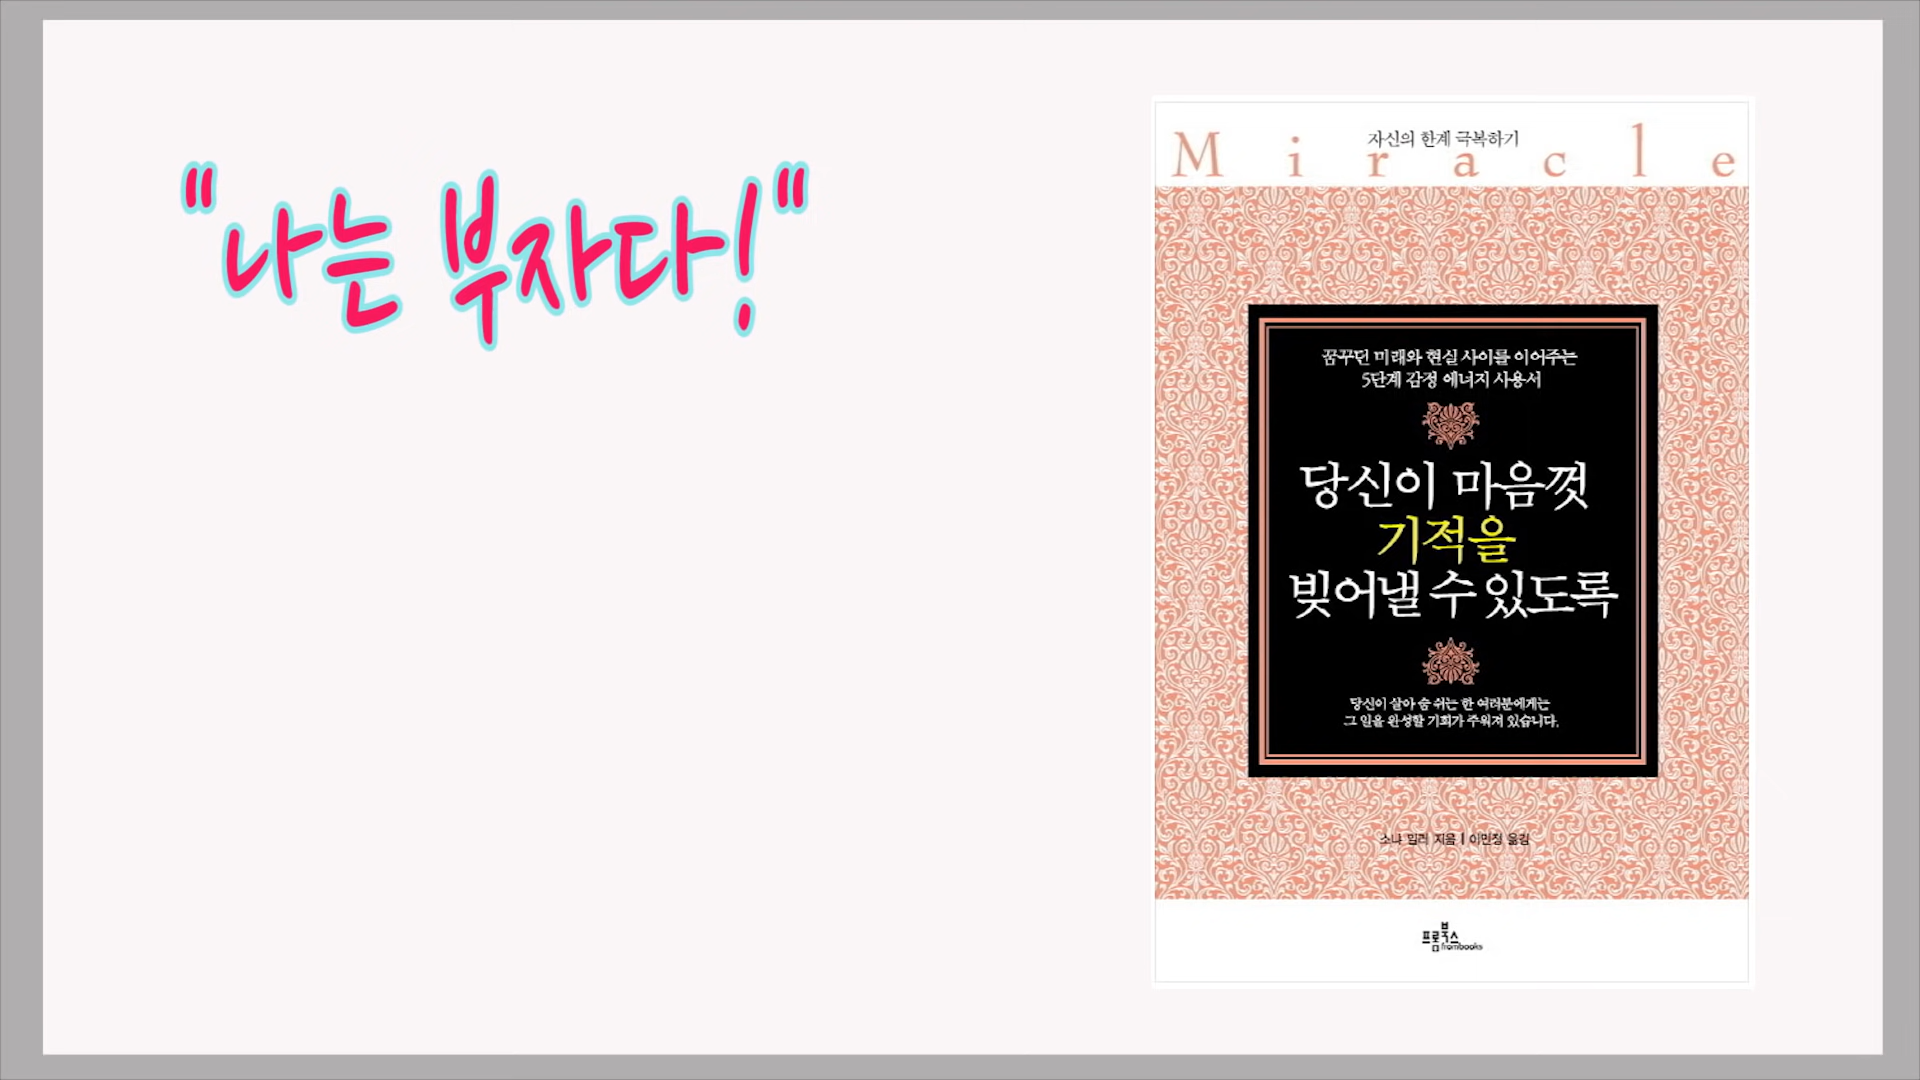 "나는 부자다!"
자신의 한계 극복하기
Miracle
꿈꾸던 미래와 현실 사이를 이어주는
5단계 감정 에너지 사용서
당신이 마음껏
기적을
빚어낼 수 있도록
당신이 살아 숨 쉬는 한 여러분에게는
그 일을 완성할 기회가 주워져 있습니다.
소냐 밀러 지음 | 이민정 옮김
프롬북스
frombooks